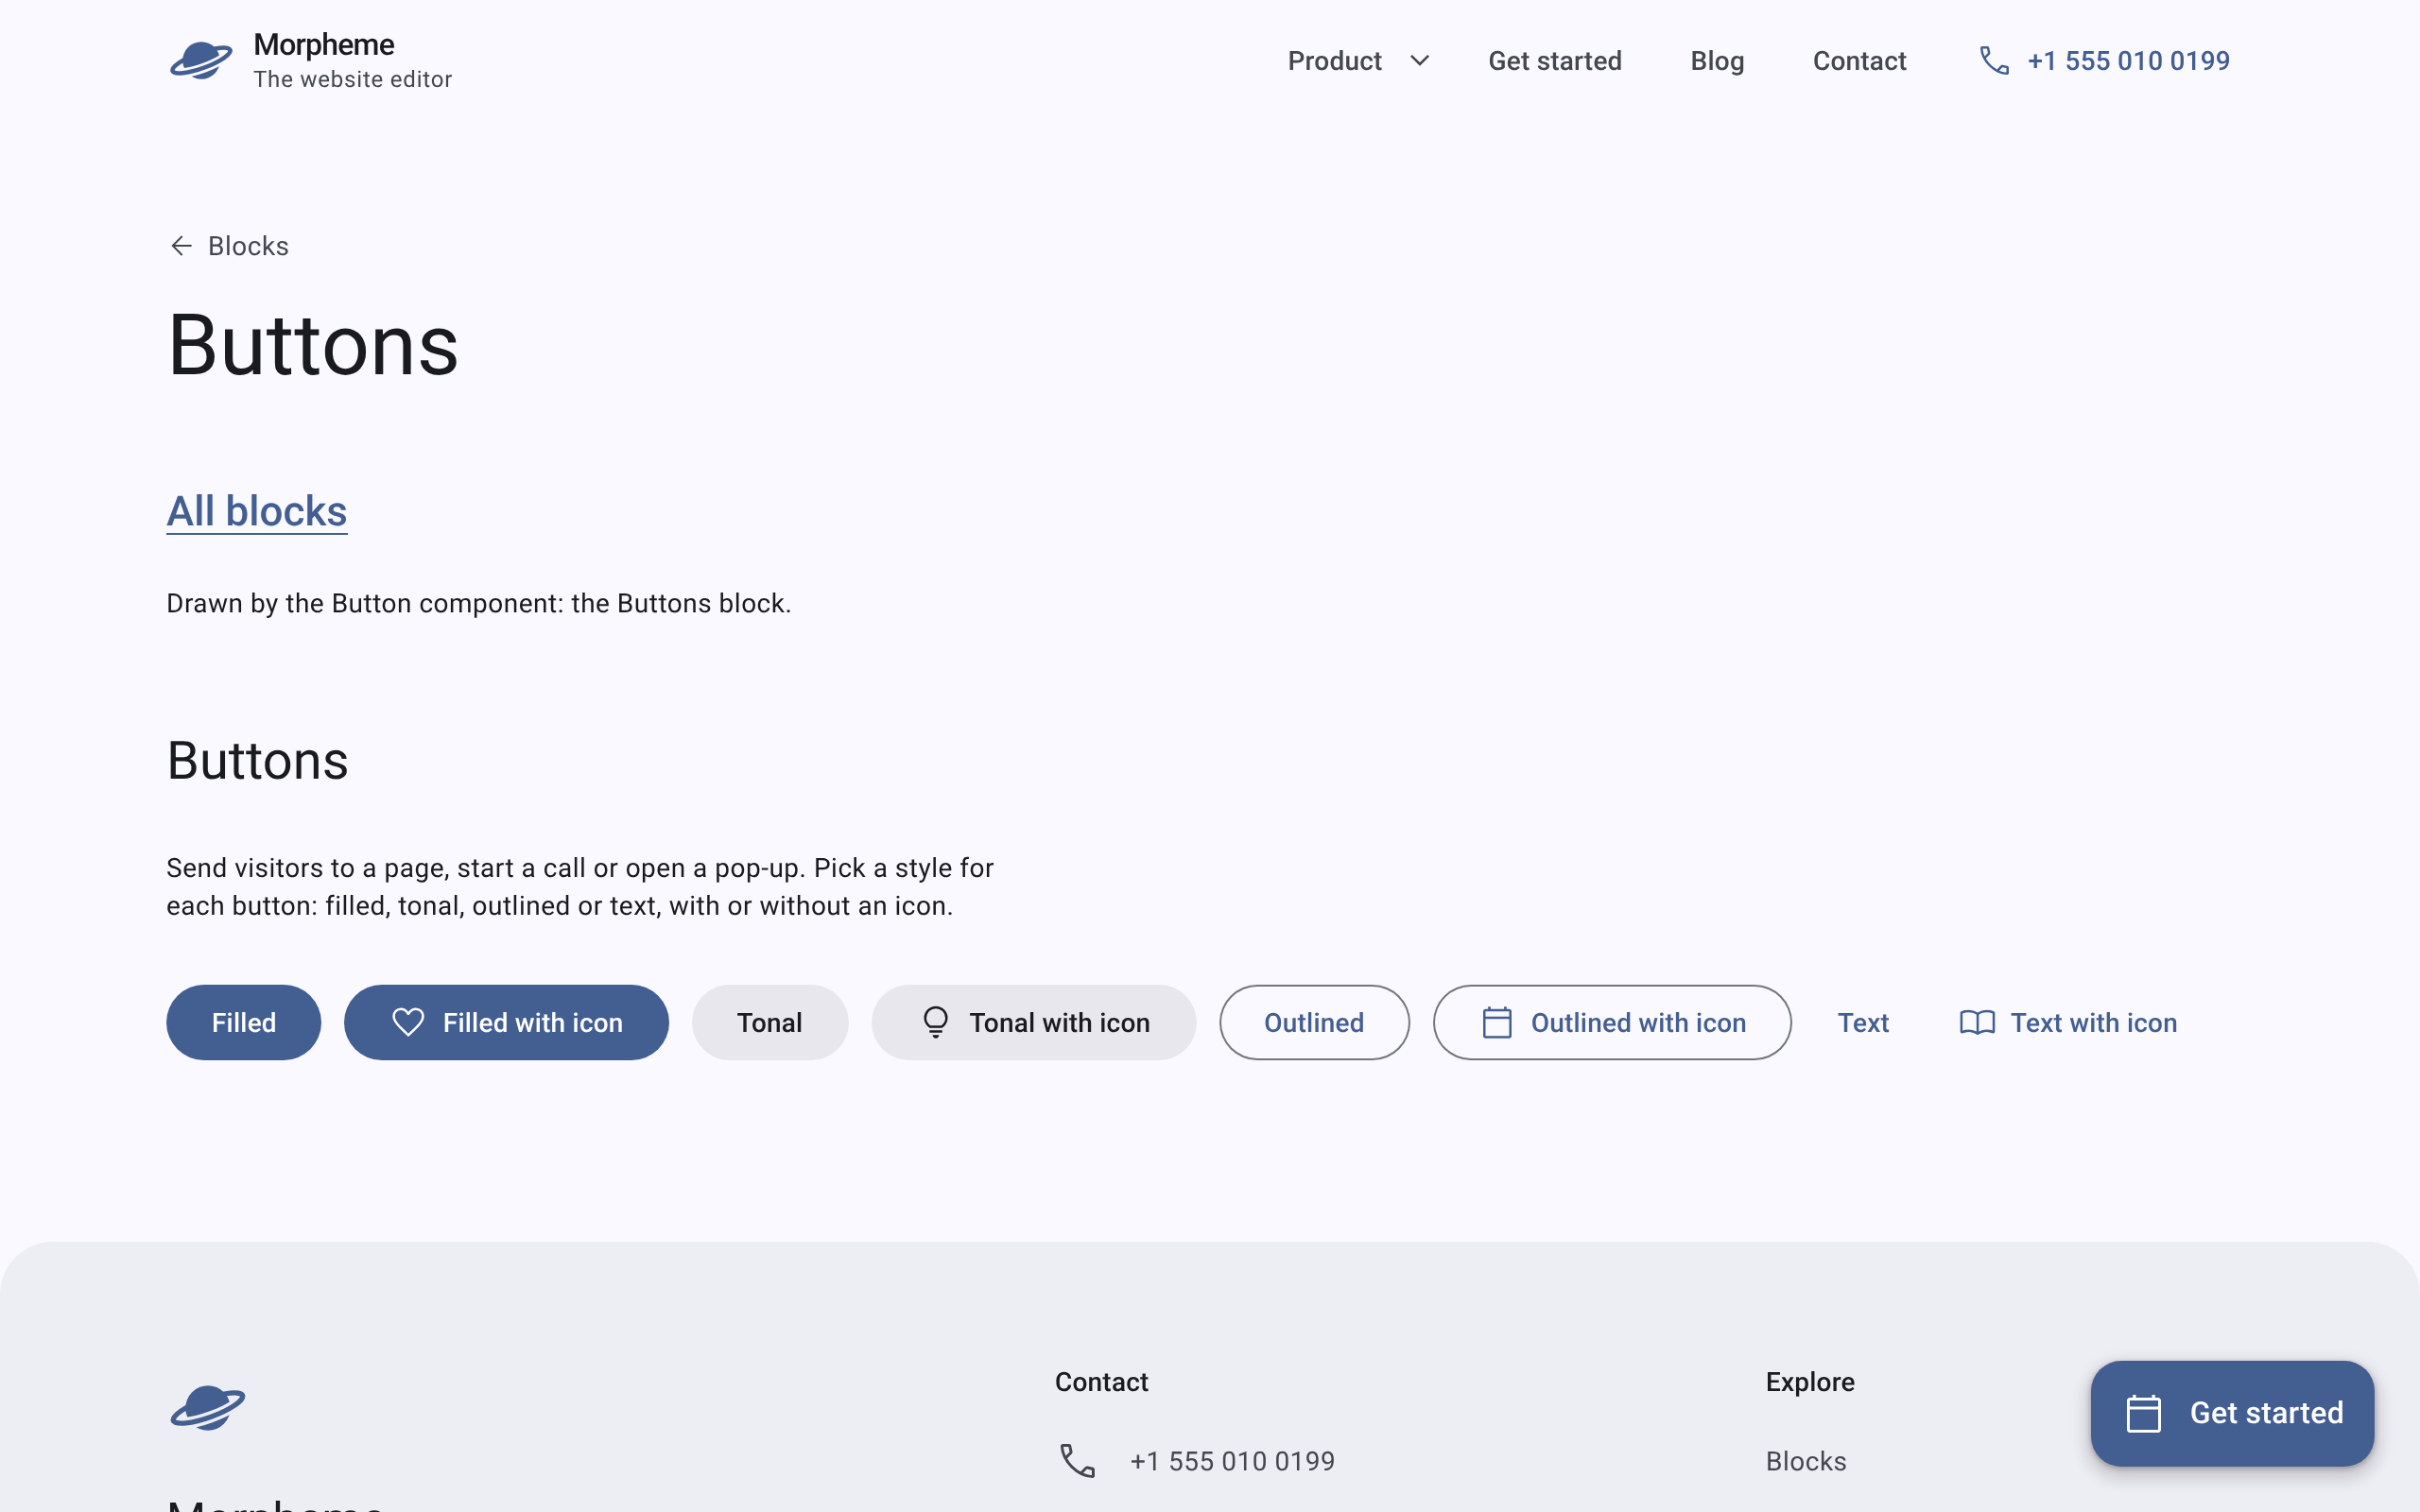 Morpheme
The website editor
Product
Get started
Blog
Contact
+1 555 010 0199
Blocks
Buttons
All blocks
Drawn by the Button component: the Buttons block.
Buttons
Send visitors to a page, start a call or open a pop-up. Pick a style for
each button: filled, tonal, outlined or text, with or without an icon.
Filled
Filled with icon
Tonal
Tonal with icon
Outlined
Outlined with icon
Text
Text with icon
Contact
Explore
Get started
+1 555 010 0199
Blocks
Morpheme